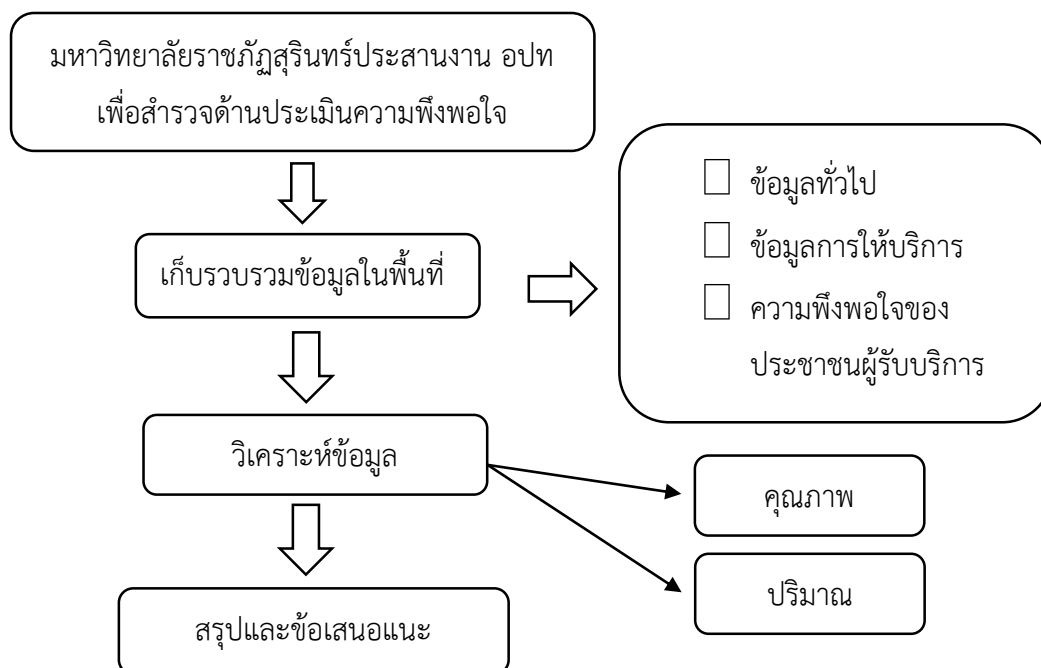 มหาวิทยาลัยราชภัฏสุรินทร์ประสานงาน อปท
เพื่อสำรวจด้านประเมินความพึงพอใจ
เก็บรวบรวมข้อมูลในพื้นที่
ข้อมูลทั่วไป
ข้อมูลการให้บริการ
ความพึงพอใจของ
ประชาชนผู้รับบริการ
วิเคราะห์ข้อมูล
คุณภาพ
ปริมาณ
สรุปและข้อเสนอแนะ